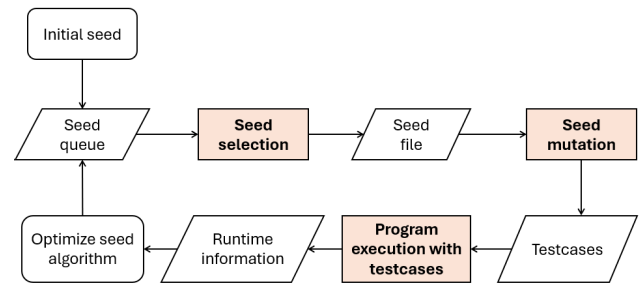 Initial seed
Seed
queue
Seed
selection
Seed
file
Seed
mutation
Optimize seed
algorithm
Runtime
information
Program
execution with
testcases
Testcases